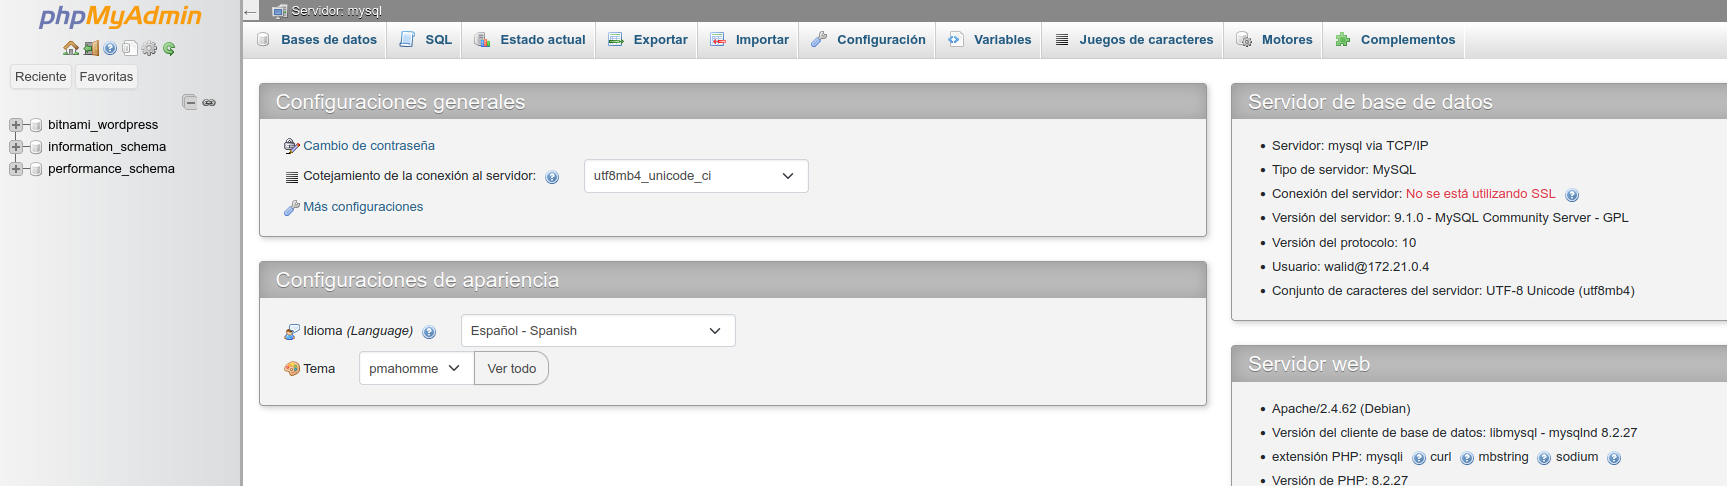 phpMyAdmin
Reciente Favoritas
bitnami_wordpress
information_schema
performance_schema
Servidor: mysql
Bases de datos SQL Estado actual Exportar Importar Configuración Variables Juegos de caracteres Motores Complementos
Configuraciones generales
Cambio de contraseña
Cotejamiento de la conexión al servidor: utf8mb4_unicode_ci
Más configuraciones
Configuraciones de apariencia
Idioma (Language) Español - Spanish
Tema pmahomme Ver todo
Servidor de base de datos
• Servidor: mysql via TCP/IP
• Tipo de servidor: MySQL
• Conexión del servidor: No se está utilizando SSL
• Versión del servidor: 9.1.0 - MySQL Community Server - GPL
• Versión del protocolo: 10
• Usuario: walid@172.21.0.4
• Conjunto de caracteres del servidor: UTF-8 Unicode (utf8mb4)
Servidor web
• Apache/2.4.62 (Debian)
• Versión del cliente de base de datos: libmysql - mysqlnd 8.2.27
• extensión PHP: mysqli curl mbstring sodium
• Versión de PHP: 8.2.27